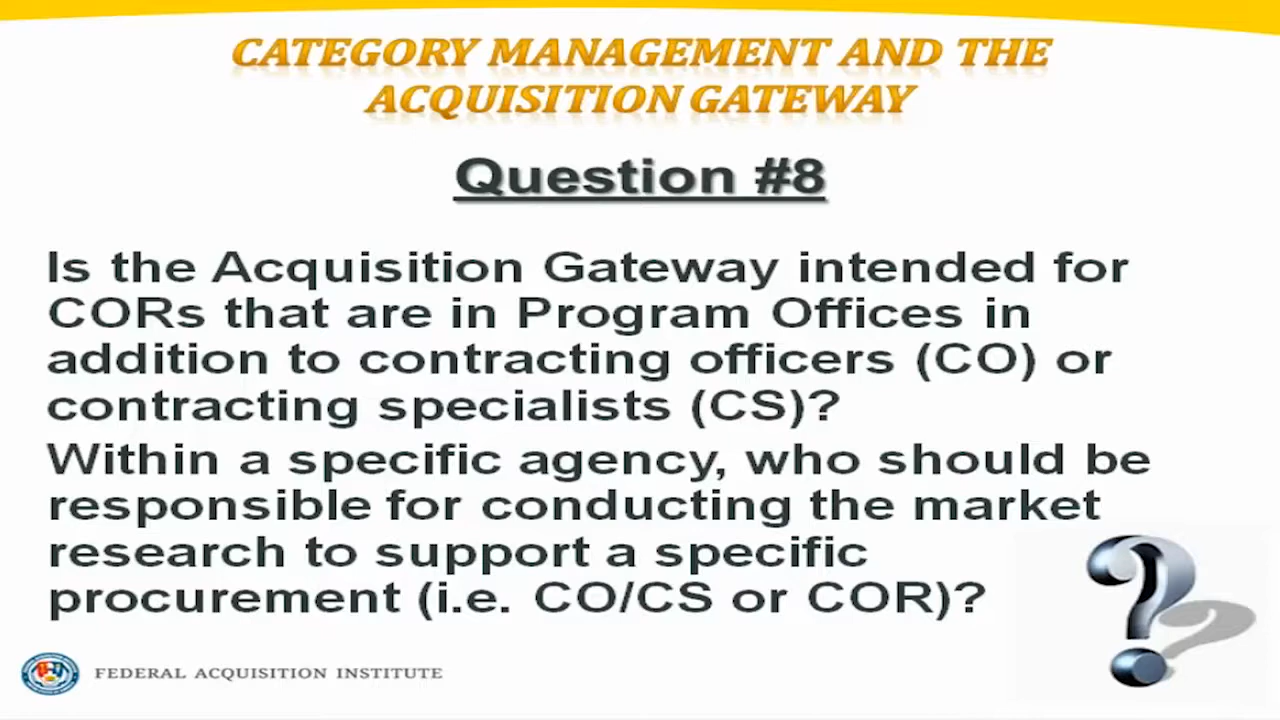 CATEGORY MANAGEMENT AND THE
ACQUISITION GATEWAY
Question #8
Is the Acquisition Gateway intended for
CORs that are in Program Offices in
addition to contracting officers (CO) or
contracting specialists (CS)?
Within a specific agency, who should be
responsible for conducting the market
research to support a specific
procurement (i.e. CO/CS or COR)?
FEDERAL ACQUISITION INSTITUTE